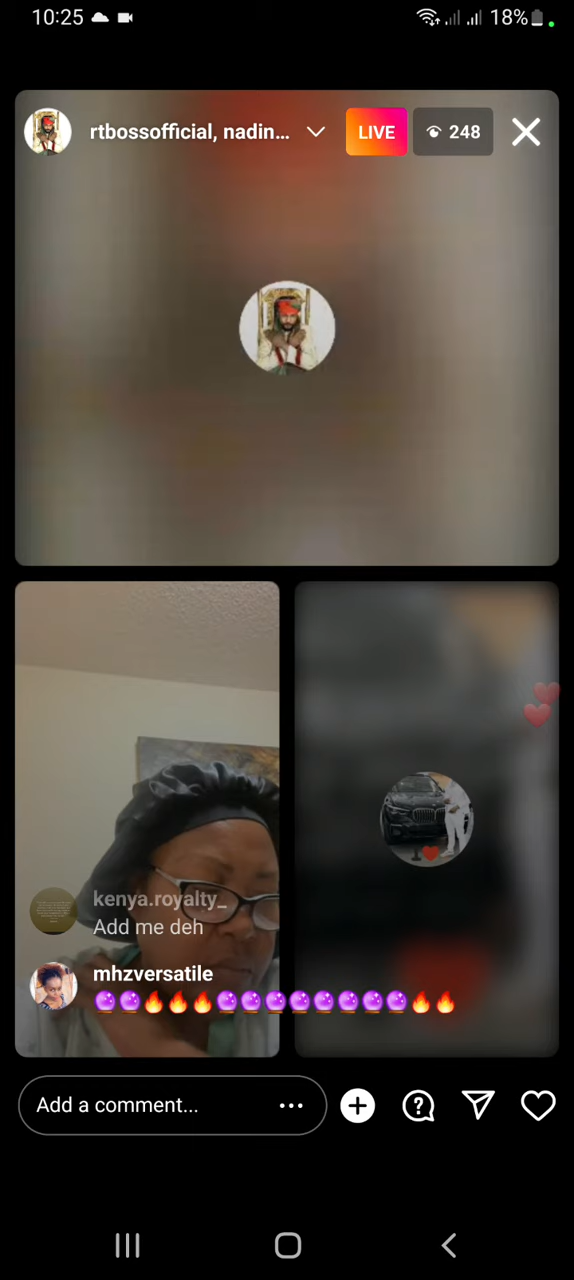 10:25
18%
rtbossofficial, nadin...
LIVE
248
kenya.royalty_
Add me deh
mhzversatile
🔮🔮🔥🔥🔥🔮🔮🔮🔮🔮🔮🔮🔮🔥🔥
Add a comment...